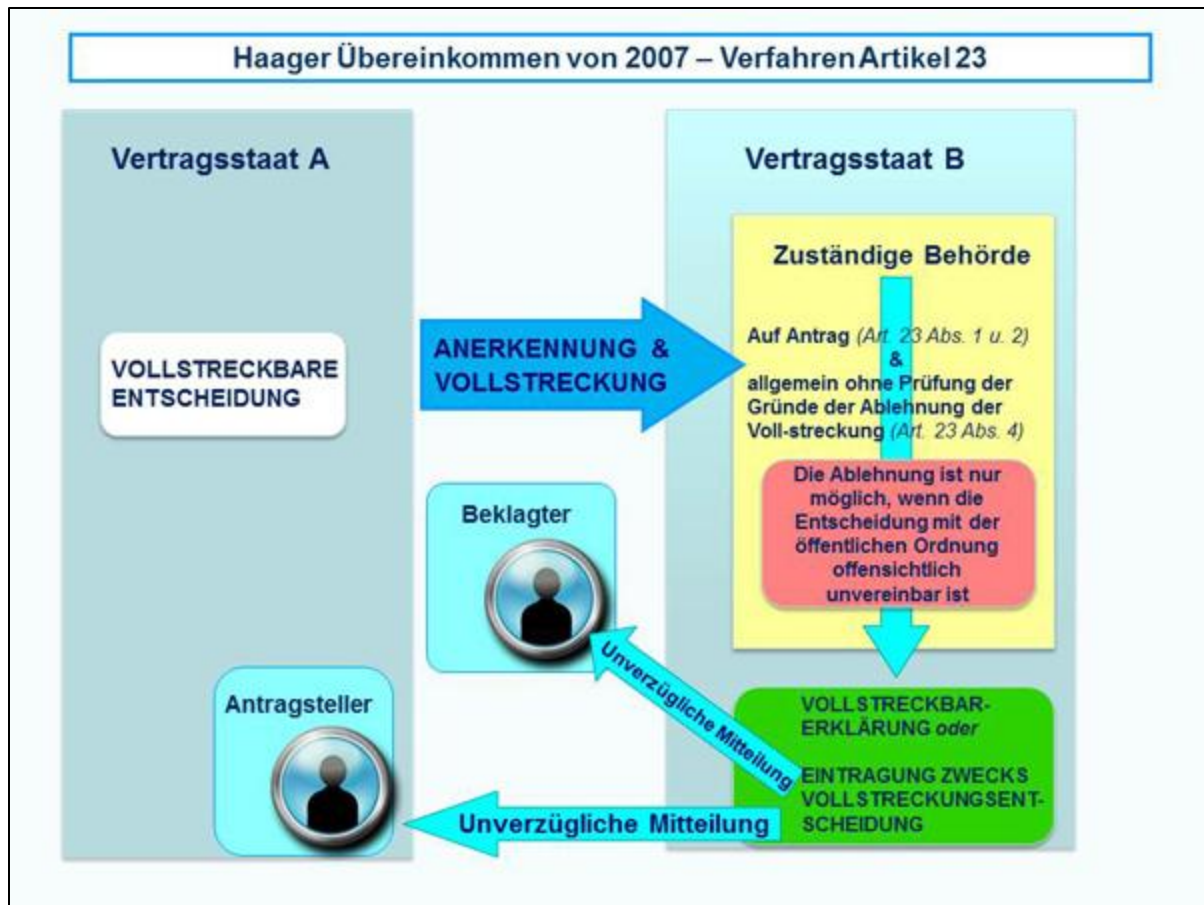 Haager Übereinkommen von 2007 – Verfahren Artikel 23
Vertragsstaat A
VOLLSTRECKBARE
ENTSCHEIDUNG
ANERKENNUNG &
VOLLSTRECKUNG
Vertragsstaat B
Zuständige Behörde
Auf Antrag (Art. 23 Abs. 1 u. 2)
&
allgemein ohne Prüfung der
Gründe der Ablehnung der
Voll-streckung (Art. 23 Abs. 4)
Die Ablehnung ist nur
möglich, wenn die
Entscheidung mit der
öffentlichen Ordnung
offensichtlich
unvereinbar ist
Beklagter
Unverzügliche Mitteilung
Antragsteller
VOLLSTRECKBAR-
ERKLÄRUNG oder
EINTRAGUNG ZWECKS
VOLLSTRECKUNGSENT-
SCHEIDUNG
Unverzügliche Mitteilung